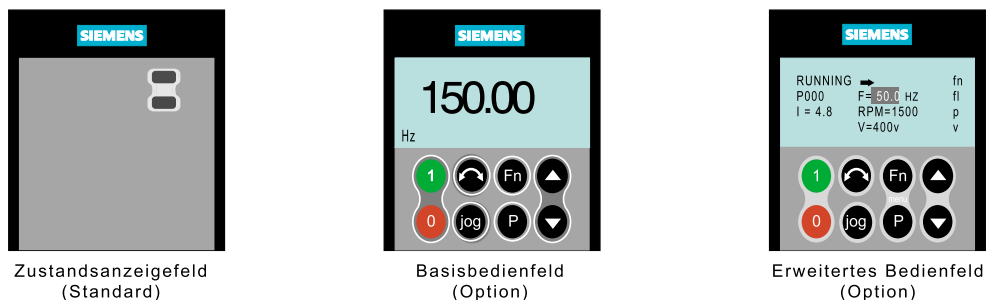 SIEMENS
Zustandsanzeigefeld
(Standard)
SIEMENS
150.00
Hz
1
Fn
0
jog
P
Basisbedienfeld
(Option)
SIEMENS
RUNNING fn
P000 F= 50.0 HZ fl
I = 4.8 RPM=1500 p
V=400v v
1
Fn
menu
0
jog
P
Erweitertes Bedienfeld
(Option)